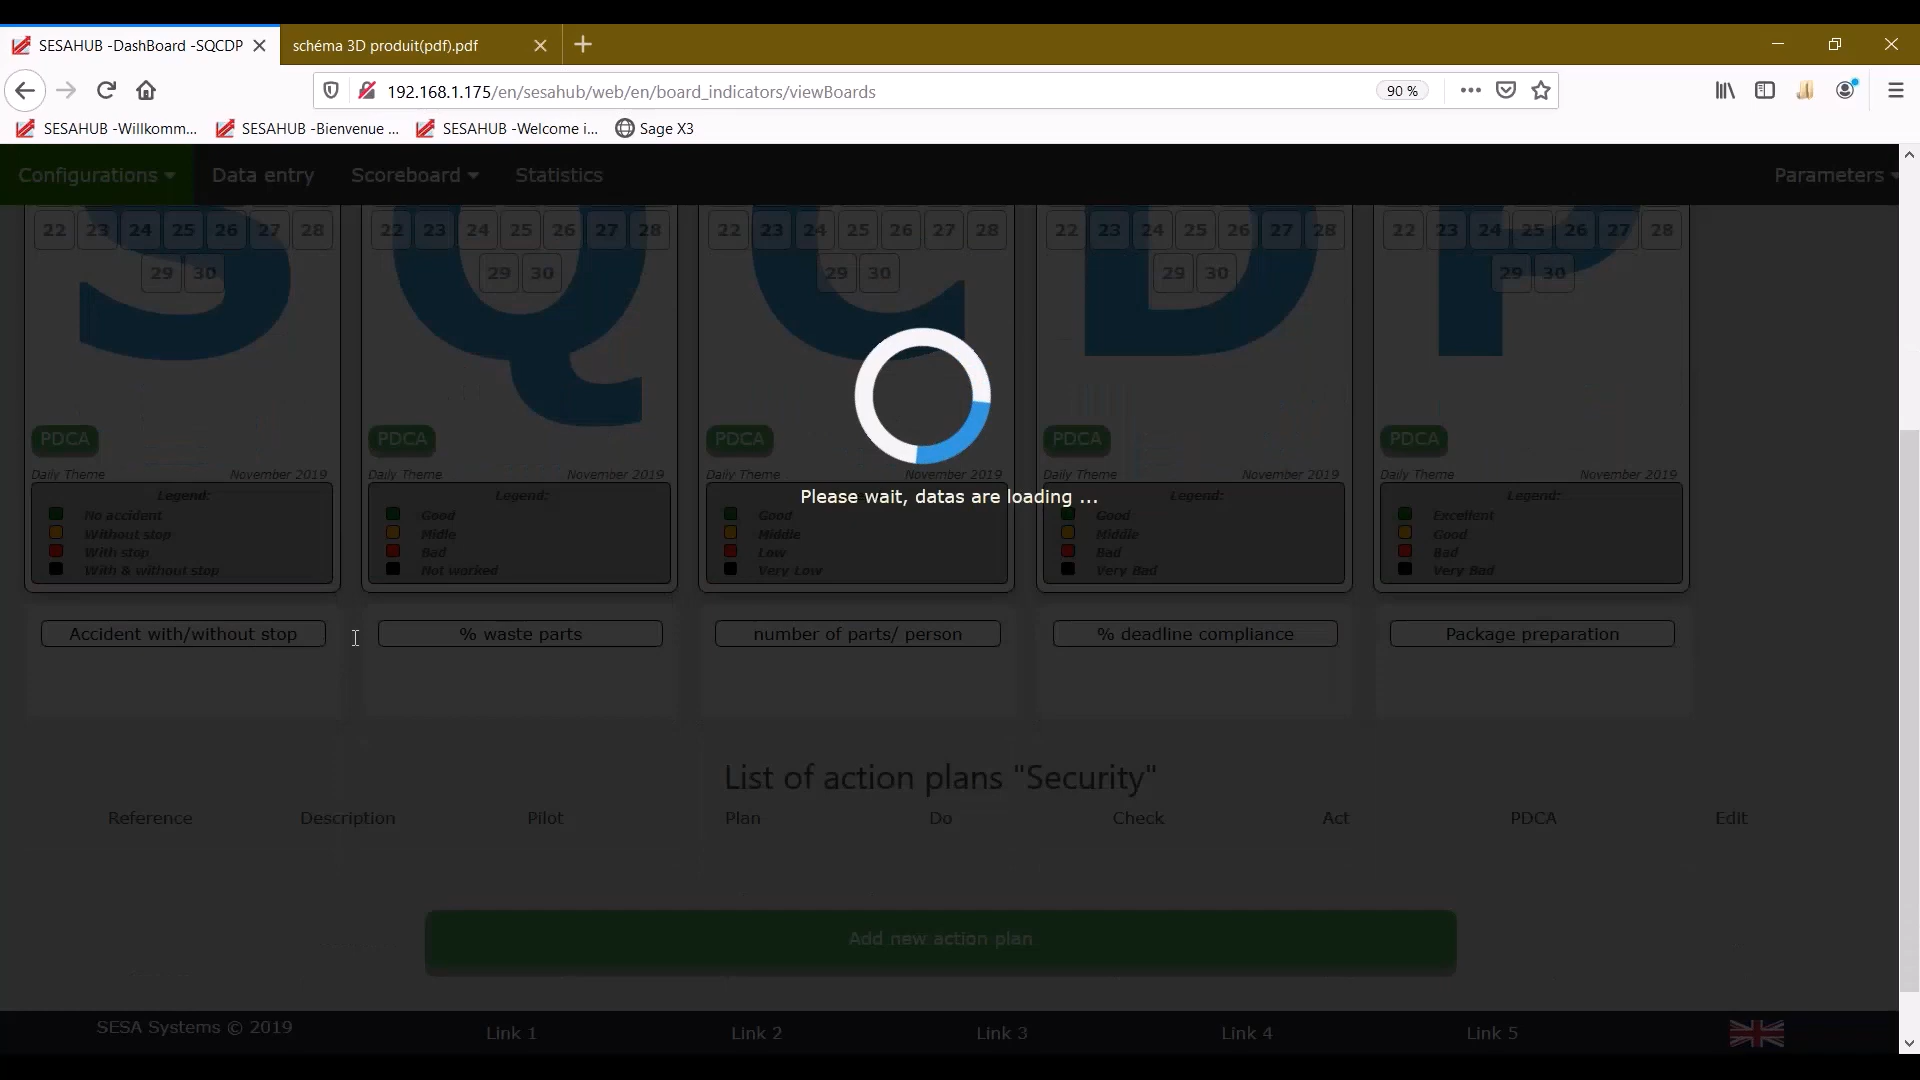 SESAHUB -DashBoard -SQCDP
schéma 3D produit(pdf).pdf
192.168.1.175/en/sesahub/web/en/board_indicators/viewBoards
90 %
SESAHUB -Willkomm...
SESAHUB -Bienvenue ...
SESAHUB -Welcome i...
Sage X3
Configurations
Data entry
Scoreboard
Statistics
Parameters
22 23 24 25 26 27 28
29 30
22 23 24 25 26 27 28
29 30
22 23 24 25 26 27 28
29 30
22 23 24 25 26 27 28
29 30
22 23 24 25 26 27 28
29 30
S Q C D P
PDCA PDCA PDCA PDCA PDCA
Daily Theme November 2019
Daily Theme November 2019
Daily Theme November 2019
Daily Theme November 2019
Daily Theme November 2019
Please wait, datas are loading ...
Legend:
No accident
Without stop
With stop
With & without stop
Legend:
Good
Midle
Bad
Not worked
Good
Middle
Low
Very Low
Legend:
Good
Middle
Bad
Very Bad
Legend:
Excellent
Good
Bad
Very Bad
Accident with/without stop
% waste parts
number of parts/ person
% deadline compliance
Package preparation
List of action plans "Security"
Reference Description Pilot Plan Do Check Act PDCA Edit
Add new action plan
SESA Systems © 2019
Link 1
Link 2
Link 3
Link 4
Link 5